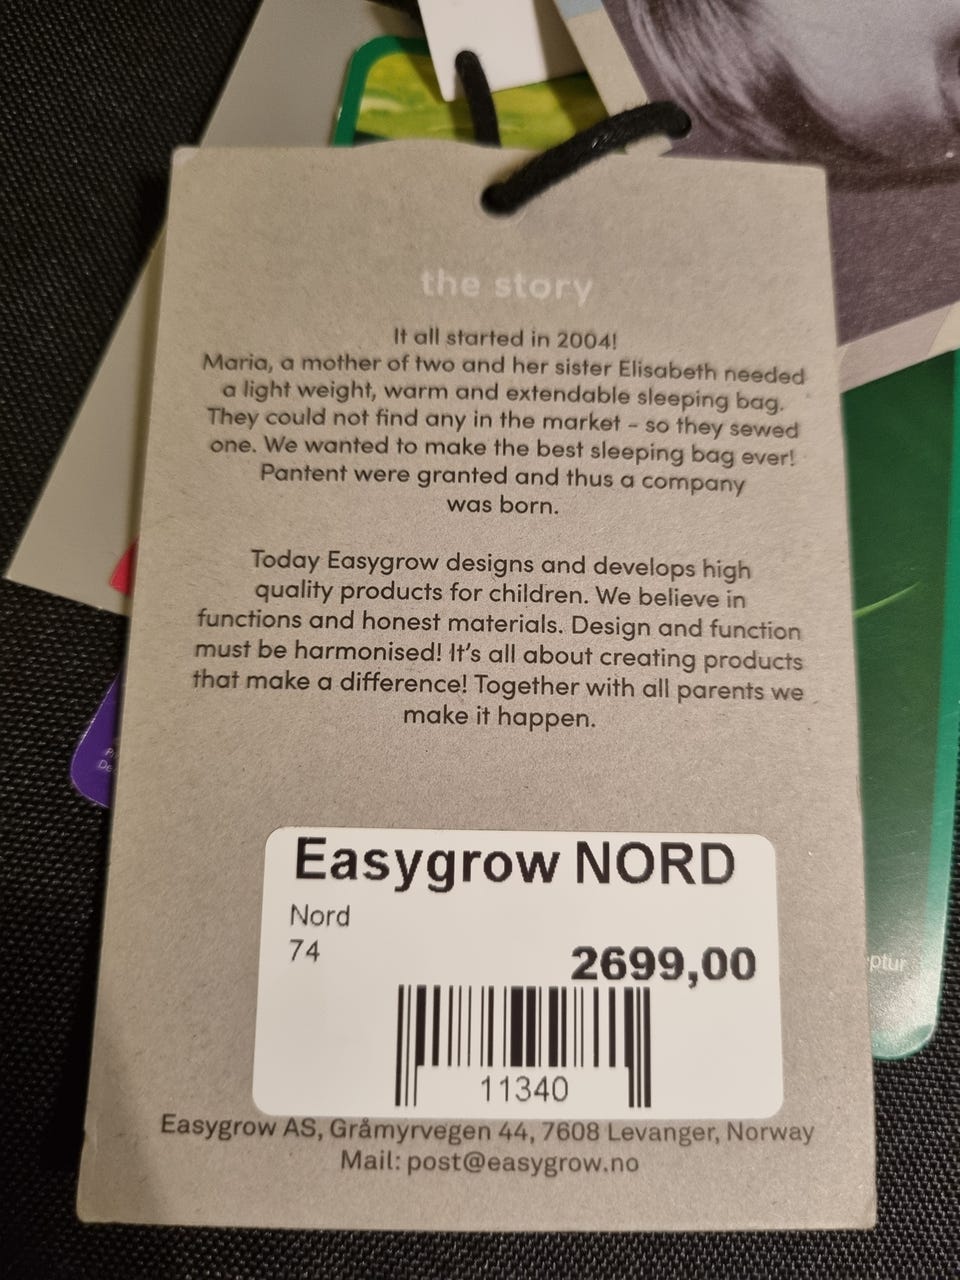 the story
It all started in 2004!
Maria, a mother of two and her sister Elisabeth needed
a light weight, warm and extendable sleeping bag.
They could not find any in the market - so they sewed
one. We wanted to make the best sleeping bag ever!
Pantent were granted and thus a company
was born.
Today Easygrow designs and develops high
quality products for children. We believe in
functions and honest materials. Design and function
must be harmonised! It's all about creating products
that make a difference! Together with all parents we
make it happen.
Easygrow NORD
Nord
74
2699,00
11340
Easygrow AS, Gråmyrvegen 44, 7608 Levanger, Norway
Mail: post@easygrow.no